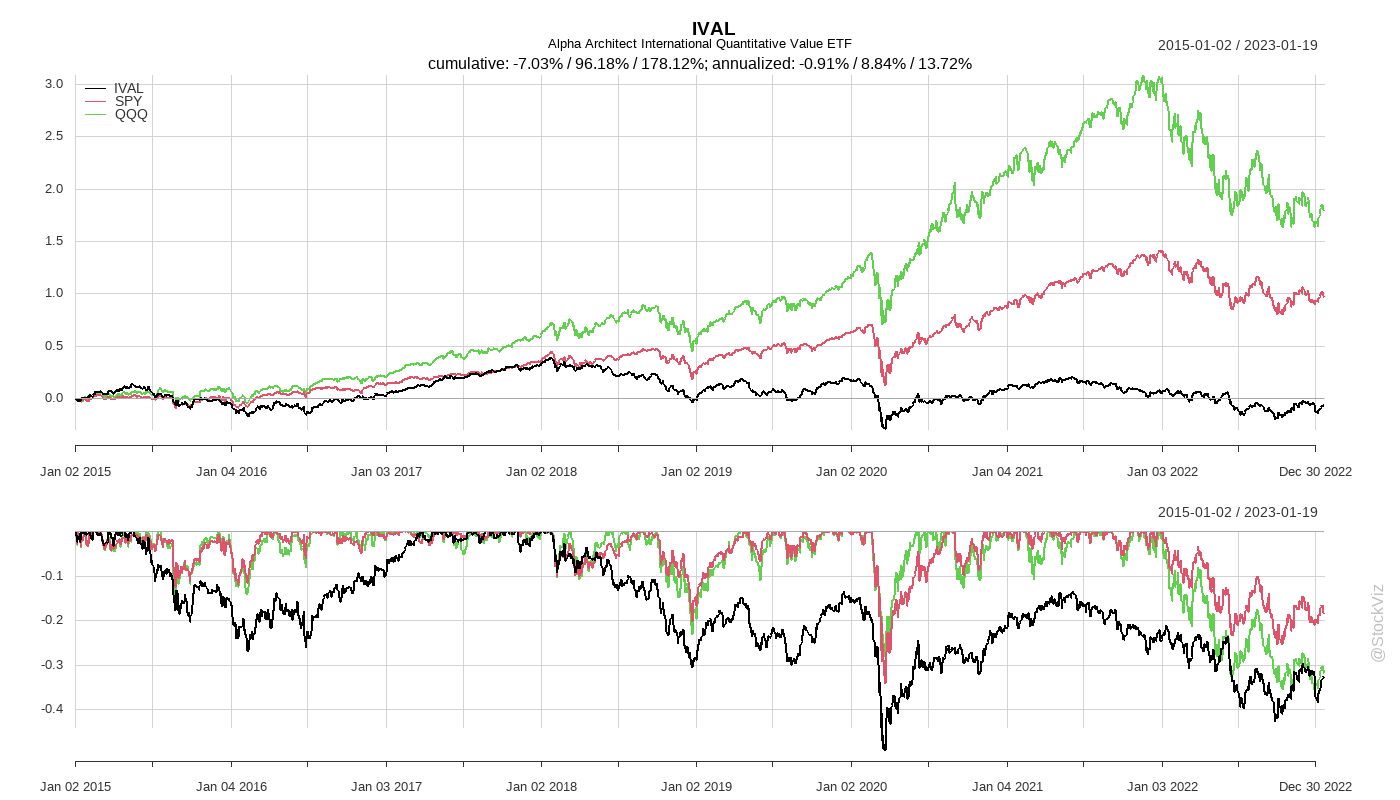 IVAL
Alpha Architect International Quantitative Value ETF
2015-01-02 / 2023-01-19
cumulative: -7.03% / 96.18% / 178.12%; annualized: -0.91% / 8.84% / 13.72%
IVAL
SPY
QQQ
3.0
2.5
2.0
1.5
1.0
0.5
0.0
Jan 02 2015 Jan 04 2016 Jan 03 2017 Jan 02 2018 Jan 02 2019 Jan 02 2020 Jan 04 2021 Jan 03 2022 Dec 30 2022
2015-01-02 / 2023-01-19
-0.1
-0.2
-0.3
-0.4
Jan 02 2015 Jan 04 2016 Jan 03 2017 Jan 02 2018 Jan 02 2019 Jan 02 2020 Jan 04 2021 Jan 03 2022 Dec 30 2022
@StockViz